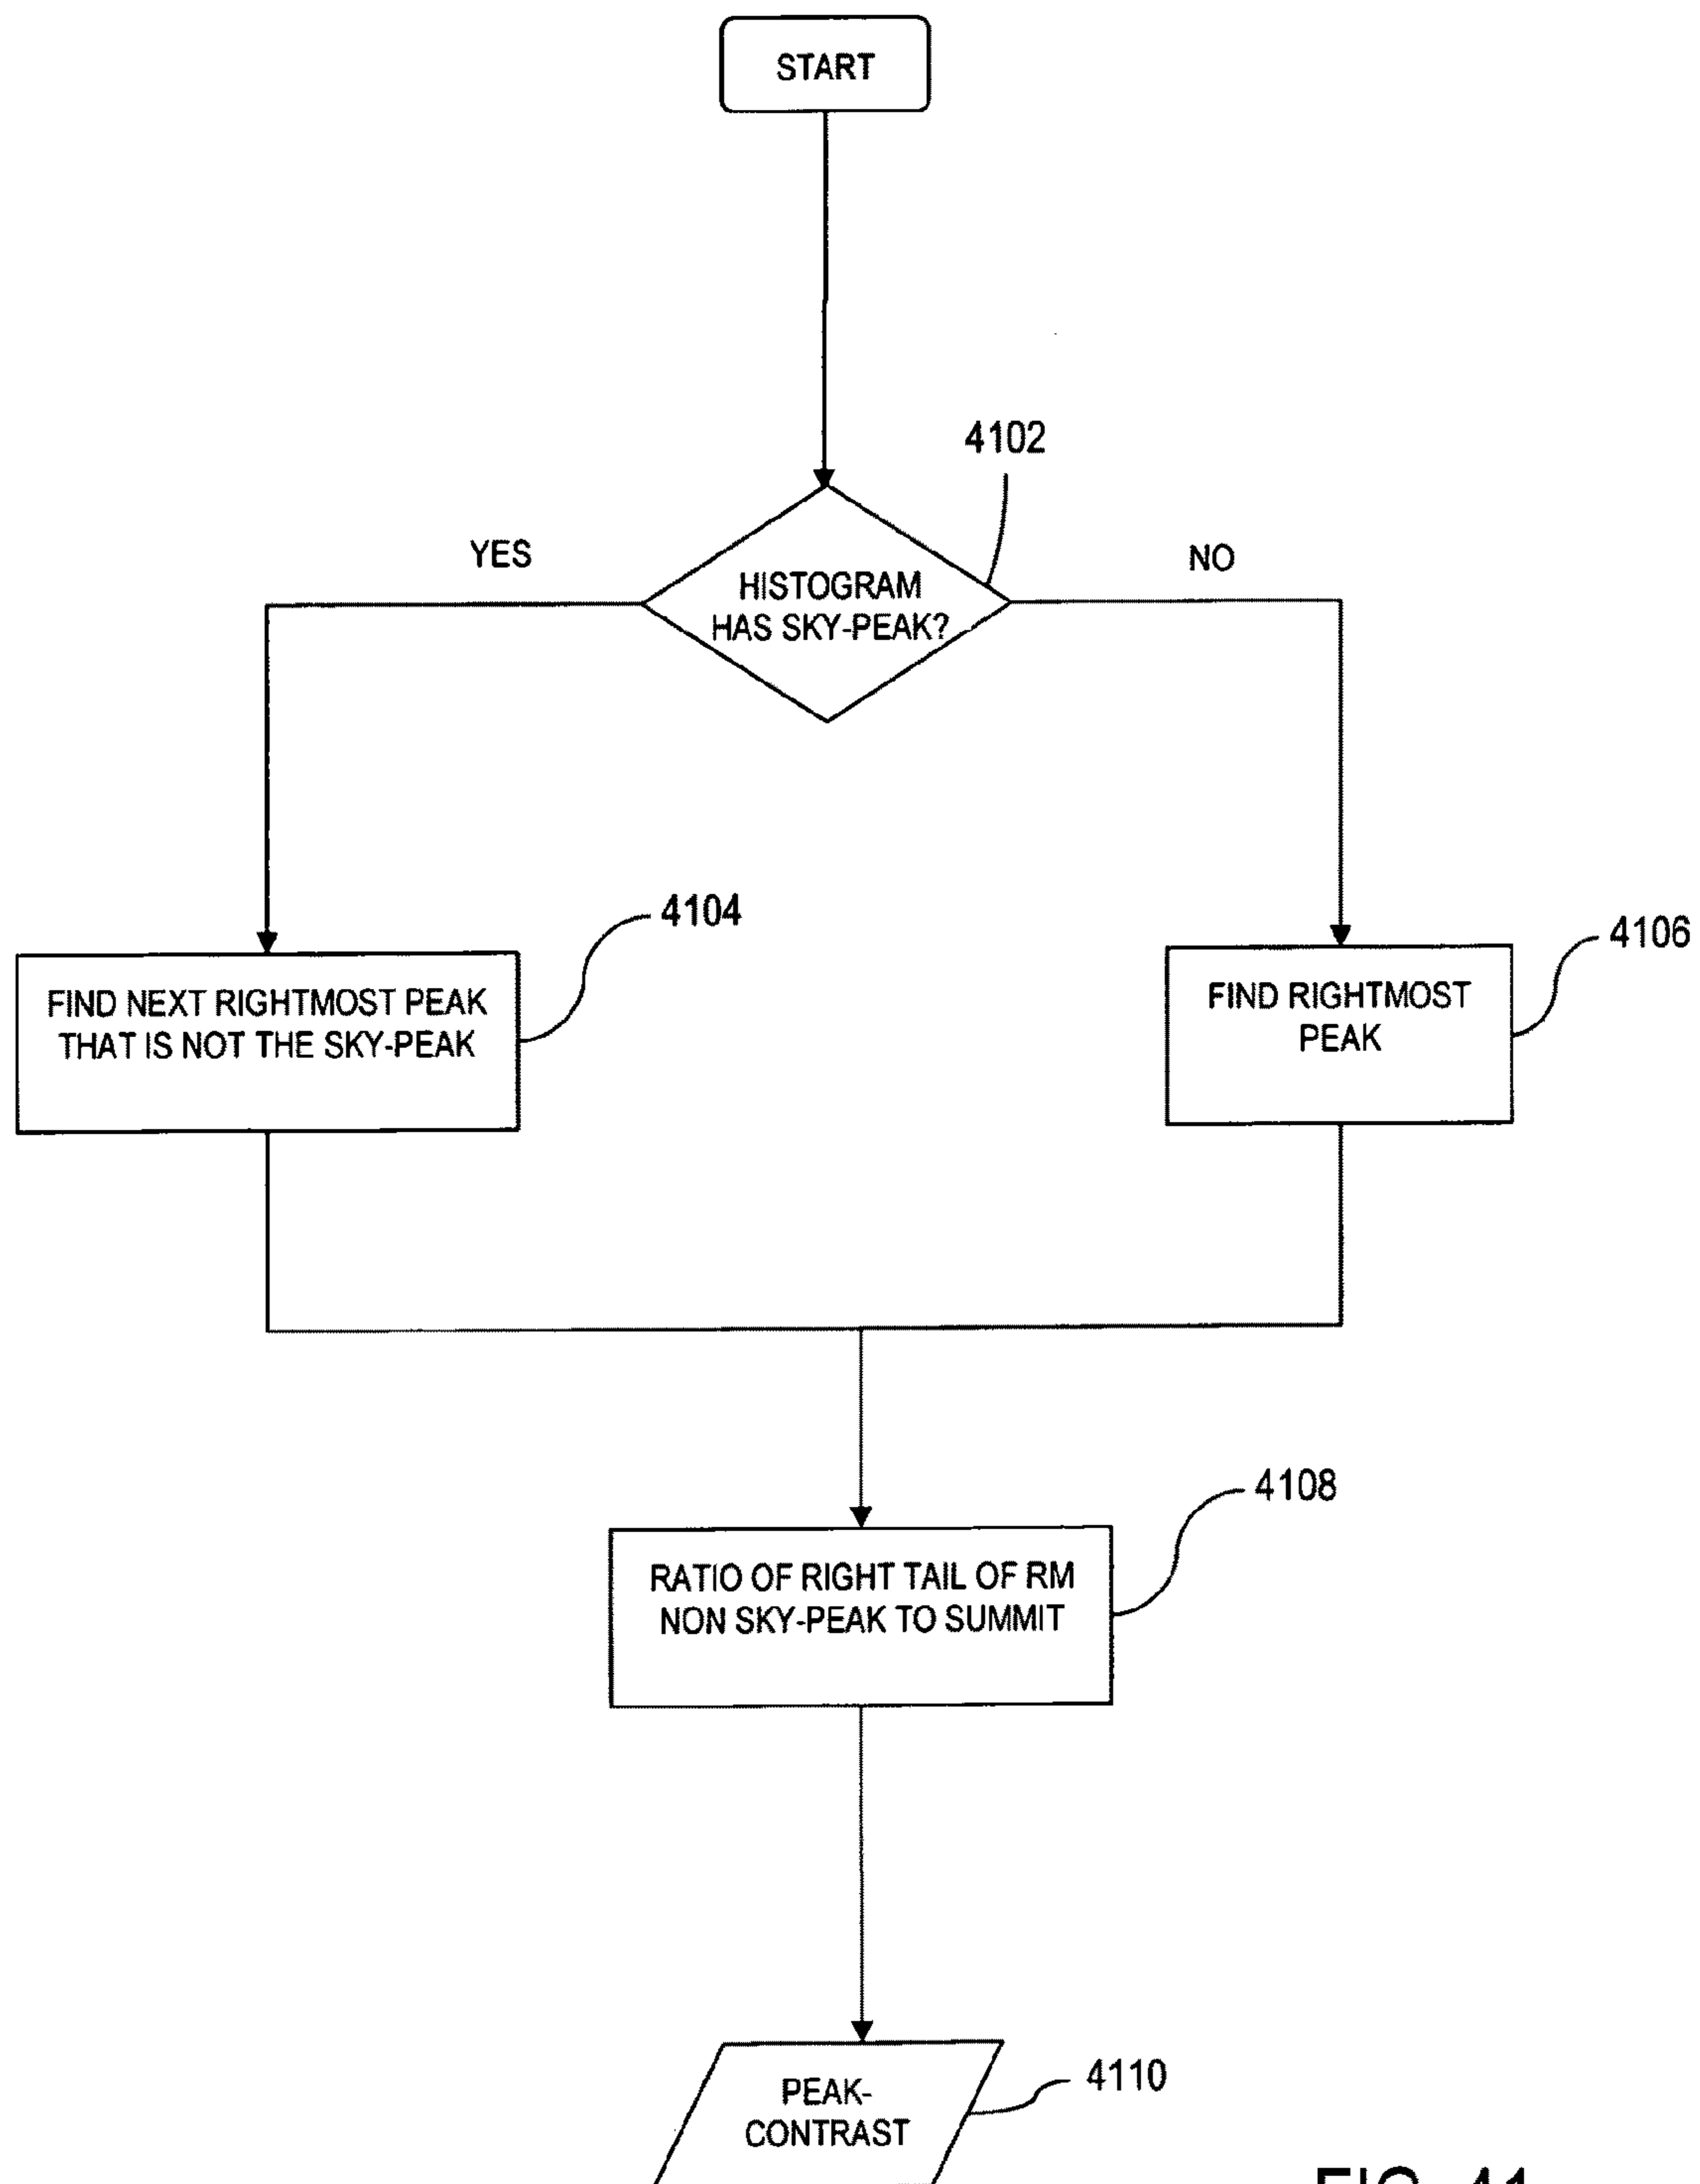 START
4102
YES
NO
HISTOGRAM
HAS SKY-PEAK?
4104
4106
FIND NEXT RIGHTMOST PEAK
THAT IS NOT THE SKY-PEAK
FIND RIGHTMOST
PEAK
4108
RATIO OF RIGHT TAIL OF RM
NON SKY-PEAK TO SUMMIT
4110
PEAK-
CONTRAST
FIG. 41